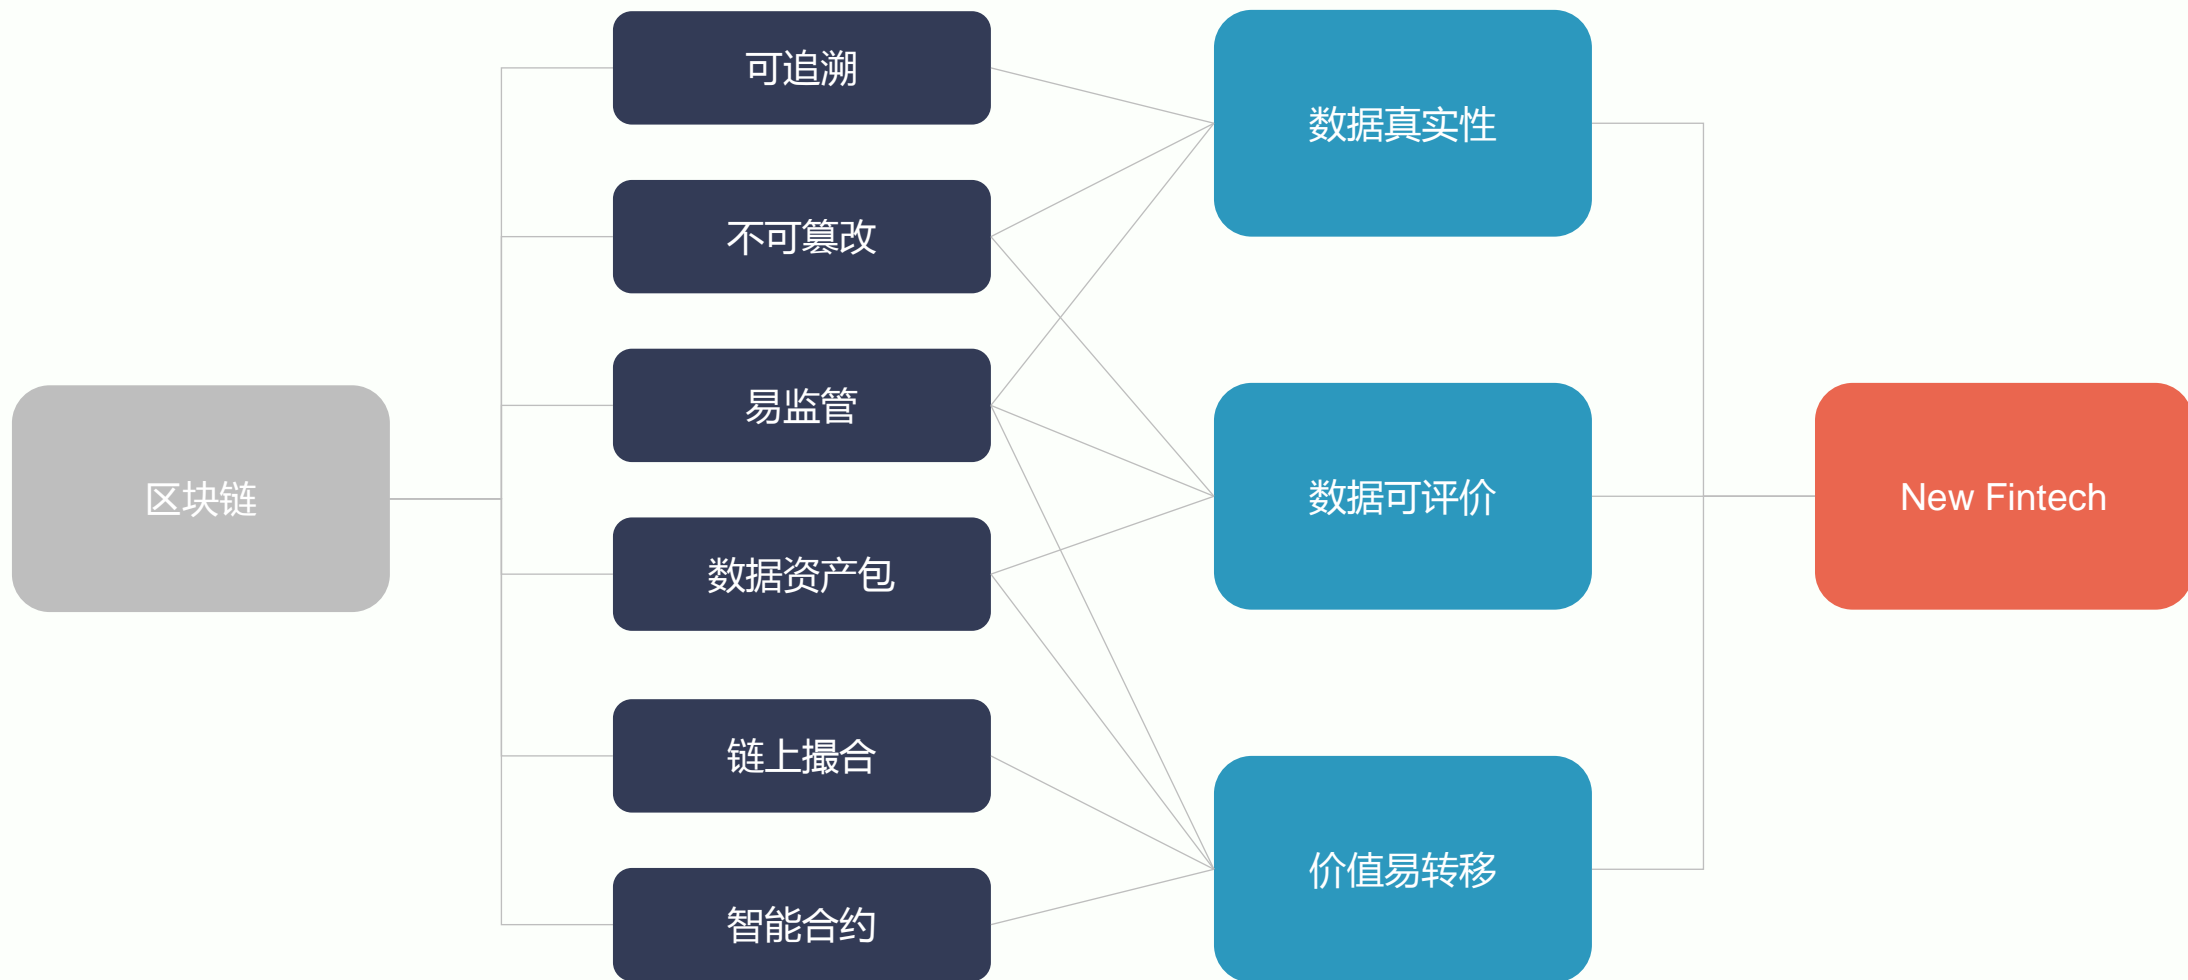 区块链
可追溯
不可篡改
易监管
数据资产包
链上撮合
智能合约
数据真实性
数据可评价
价值易转移
New Fintech